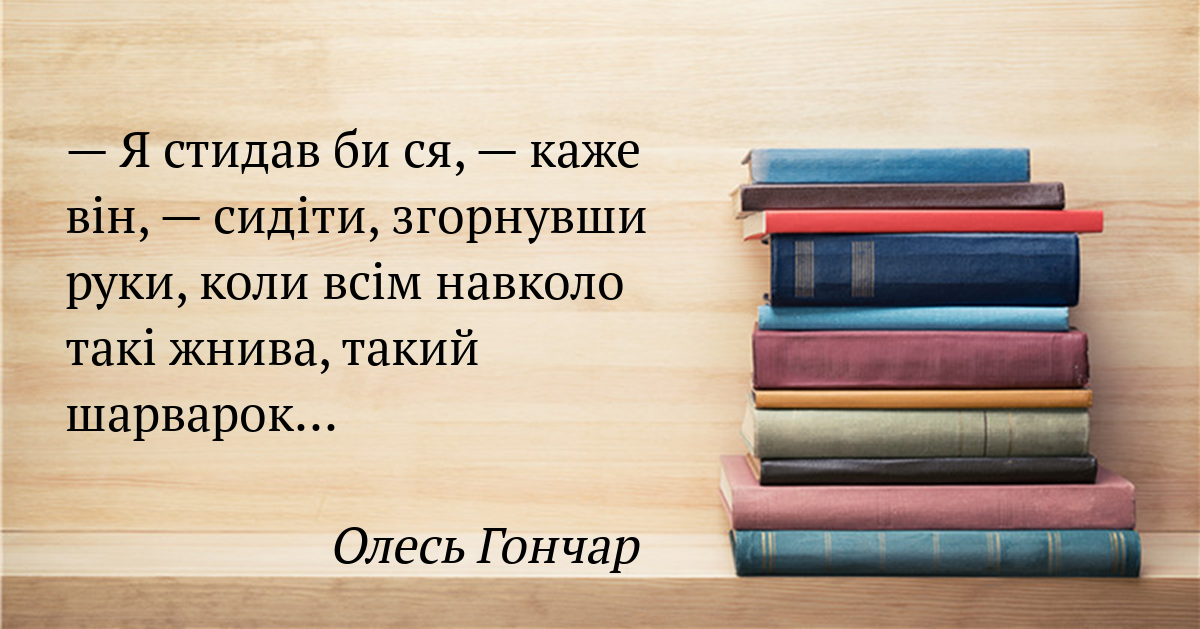 — Я стидав би ся, — каже
він, — сидіти, згорнувши
руки, коли всім навколо
такі жнива, такий
шарварок...
Олесь Гончар